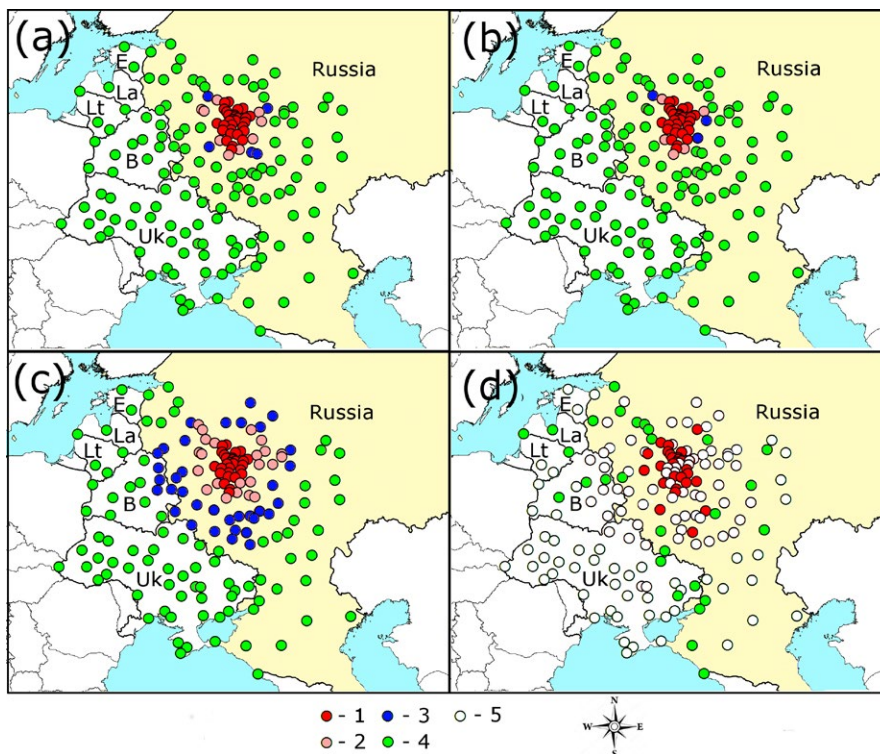 (a)
Russia
E
La
Lt
B
Uk
(b)
Russia
E
La
Lt
B
Uk
(c)
Russia
E
La
Lt
B
Uk
(d)
Russia
E
La
Lt
B
Uk
- 1 - 3 - 5
- 2 - 4
N
W E
S